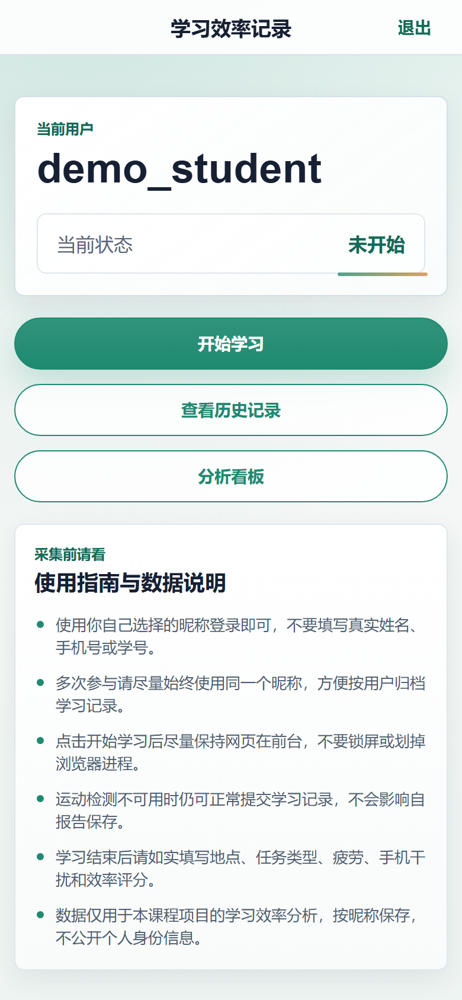 学习效率记录
退出
当前用户
demo_student
当前状态
未开始
开始学习
查看历史记录
分析看板
采集前请看
使用指南与数据说明
使用你自己选择的昵称登录即可，不要填写真实姓名、
手机号或学号。
多次参与请尽量始终使用同一个昵称，方便按用户归档
学习记录。
点击开始学习后尽量保持网页在前台，不要锁屏或划掉
浏览器进程。
运动检测不可用时仍可正常提交学习记录，不会影响自
报告保存。
学习结束后请如实填写地点、任务类型、疲劳、手机干
扰和效率评分。
数据仅用于本课程项目的学习效率分析，按昵称保存，
不公开个人身份信息。